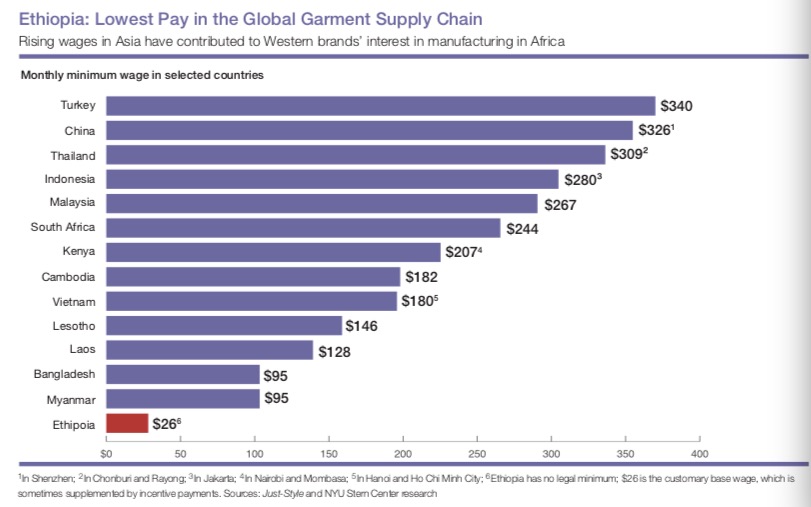 Ethiopia: Lowest Pay in the Global Garment Supply Chain
Rising wages in Asia have contributed to Western brands' interest in manufacturing in Africa
Monthly minimum wage in selected countries
Turkey $340
China $326¹
Thailand $309²
Indonesia $280³
Malaysia $267
South Africa $244
Kenya $207⁴
Cambodia $182
Vietnam $180⁵
Lesotho $146
Laos $128
Bangladesh $95
Myanmar $95
Ethipoia $26⁶
$0 50 100 150 200 250 300 350 400
¹In Shenzhen; ²In Chonburi and Rayong; ³In Jakarta; ⁴In Nairobi and Mombasa; ⁵In Hanoi and Ho Chi Minh City; ⁶Ethiopia has no legal minimum; $26 is the customary base wage, which is
sometimes supplemented by incentive payments. Sources: Just-Style and NYU Stern Center research